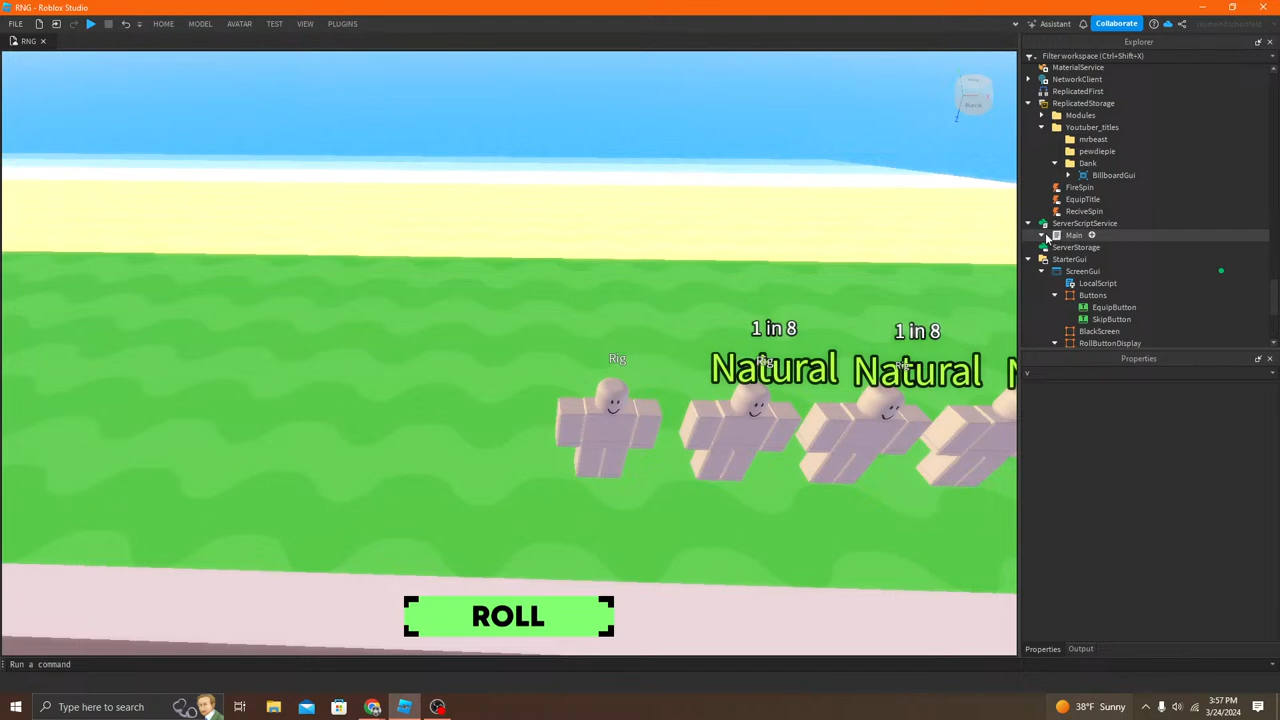 RNG - Roblox Studio
FILE
HOME MODEL AVATAR TEST VIEW PLUGINS
Assistant Collaborate
RNG
Explorer
Filter workspace (Ctrl+Shift+X)
MaterialService
NetworkClient
ReplicatedFirst
ReplicatedStorage
Modules
Youtuber_titles
mrbeast
pewdiepie
Dank
BillboardGui
FireSpin
EquipTitle
ReciveSpin
ServerScriptService
Main
ServerStorage
StarterGui
ScreenGui
LocalScript
Buttons
EquipButton
SkipButton
BlackScreen
RollButtonDisplay
Properties
v
1 in 8 1 in 8
Rig Rig Rig
Natural Natural
ROLL
Properties Output
Run a command
Type here to search
38°F Sunny
3:57 PM
3/24/2024